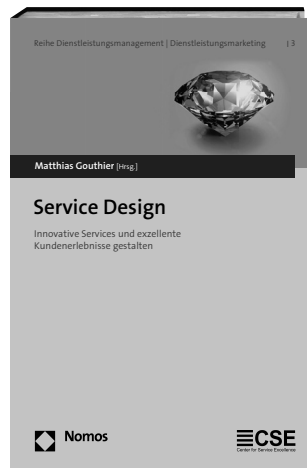 Reihe Dienstleistungsmanagement | Dienstleistungsmarketing | 3
Matthias Gouthier [Hrsg.]
Service Design
Innovative Services und exzellente
Kundenerlebnisse gestalten
Nomos
CSE
Center for Service Excellence